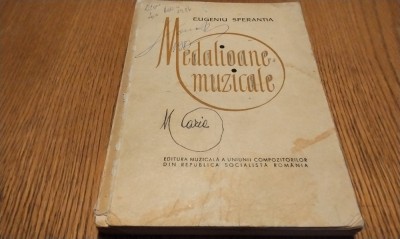 EUGENIU SPERANTIA
Medalioane
muzicale
EDITURA MUZICALĂ A UNIUNII COMPOZITORILOR
DIN REPUBLICA SOCIALISTĂ ROMÂNIA